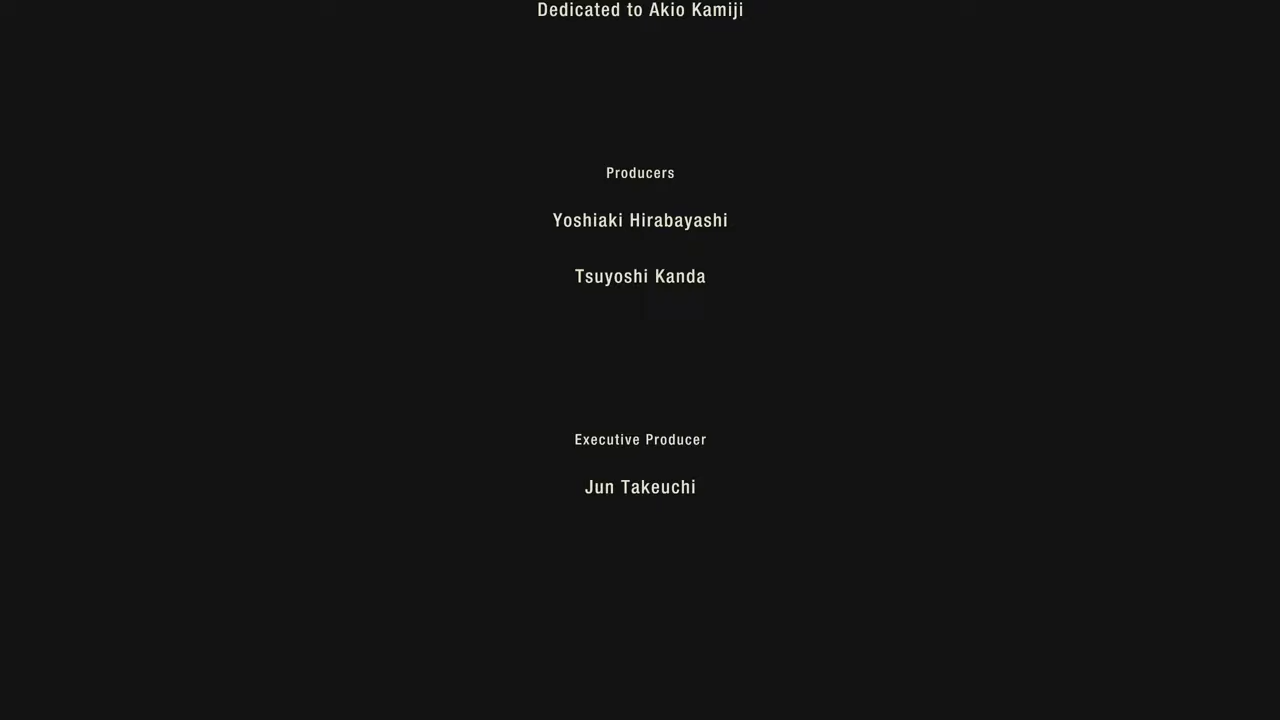 Dedicated to Akio Kamiji
Producers
Yoshiaki Hirabayashi
Tsuyoshi Kanda
Executive Producer
Jun Takeuchi